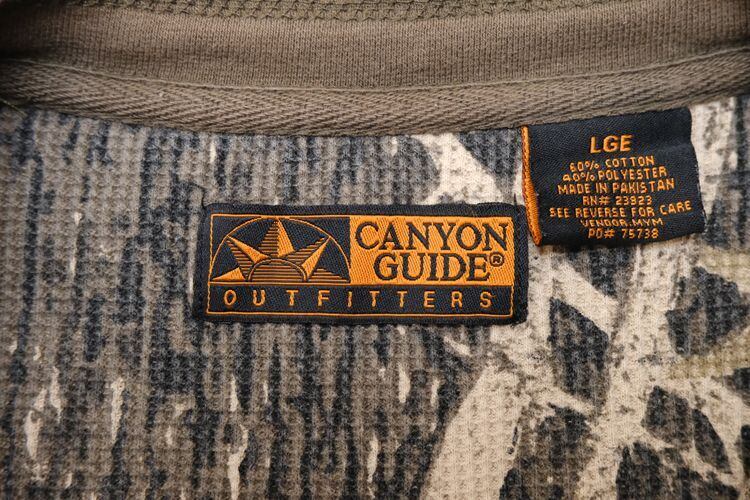 CANYON
GUIDE®
OUTFITTERS
LGE
60% COTTON
40% POLYESTER
MADE IN PAKISTAN
RN# 23823
SEE REVERSE FOR CARE
VENDOR.MYM
PO# 75738